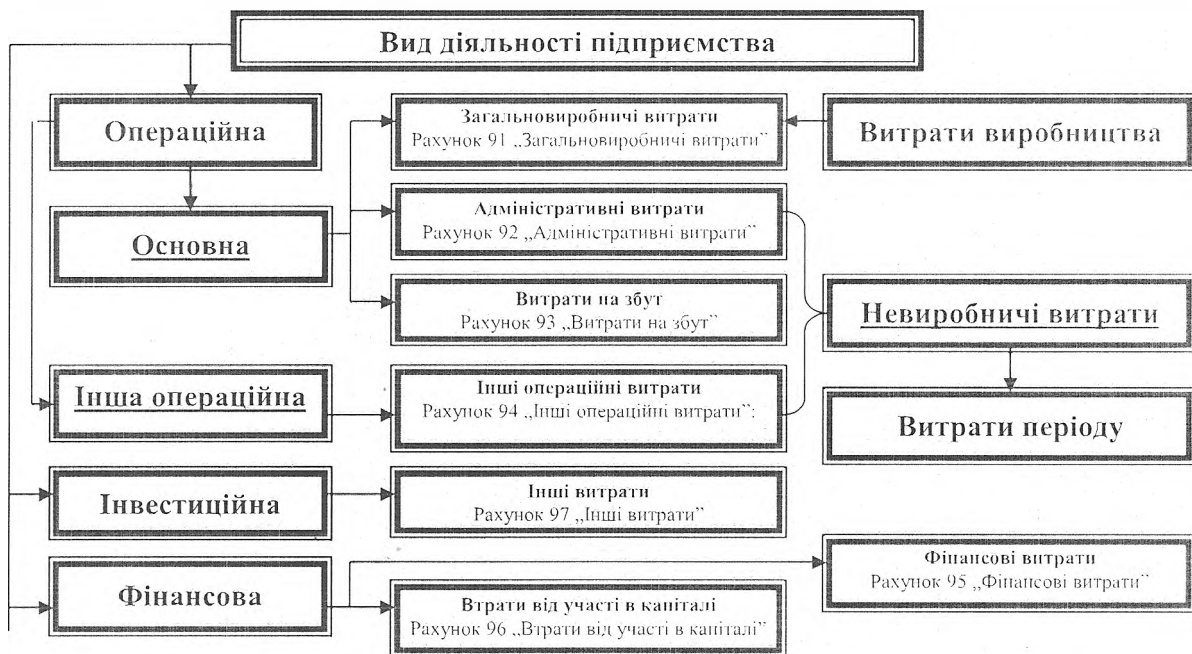 Вид діяльності підприємства
Операційна
Загальновиробничі витрати
Рахунок 91 „Загальновиробничі витрати”
Витрати виробництва
Основна
Адміністративні витрати
Рахунок 92 „Адміністративні витрати”
Витрати на збут
Рахунок 93 „Витрати на збут”
Невиробничі витрати
Інша операційна
Інші операційні витрати
Рахунок 94 „Інші операційні витрати”:
Витрати періоду
Інвестиційна
Інші витрати
Рахунок 97 „Інші витрати”
Фінансова
Фінансові витрати
Рахунок 95 „Фінансові витрати”
Втрати від участі в капіталі
Рахунок 96 „Втрати від участі в капіталі”